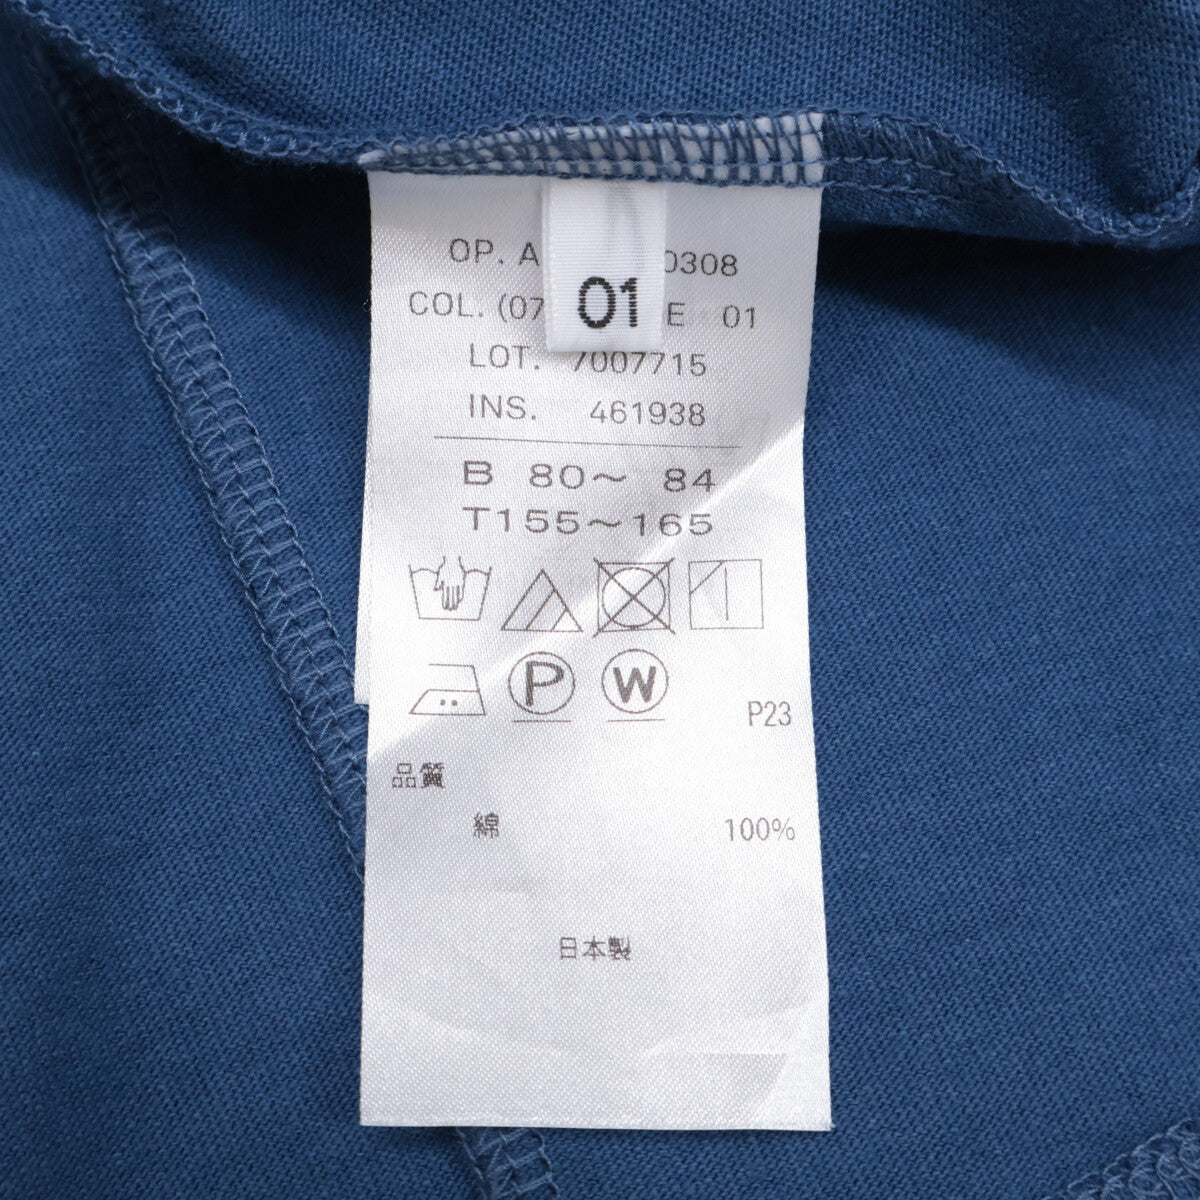 OP. A 0308
01
COL. (07 E 01
LOT. 7007715
INS. 461938
B 80～ 84
T155～165
P W
P23
品質
綿 100%
日本製